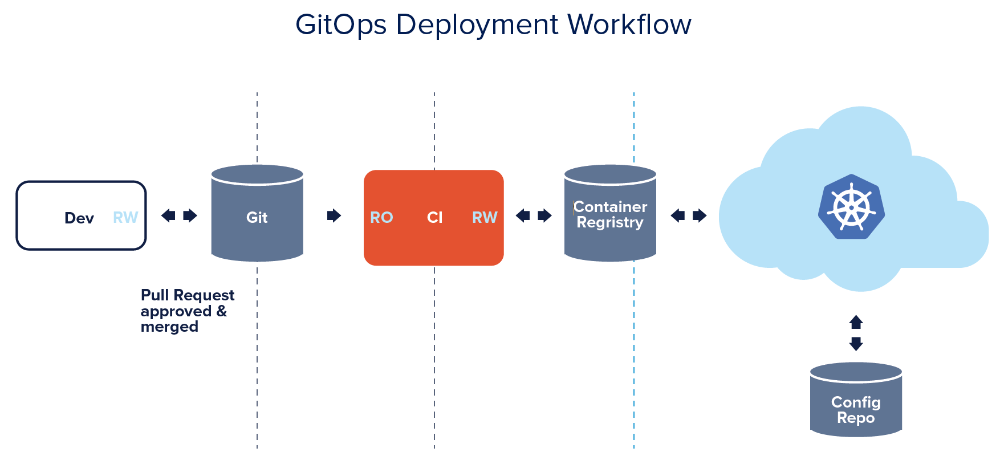 GitOps Deployment Workflow
Dev
RW
Git
RO
CI
RW
Container
Regristry
Pull Request
approved &
merged
Config
Repo